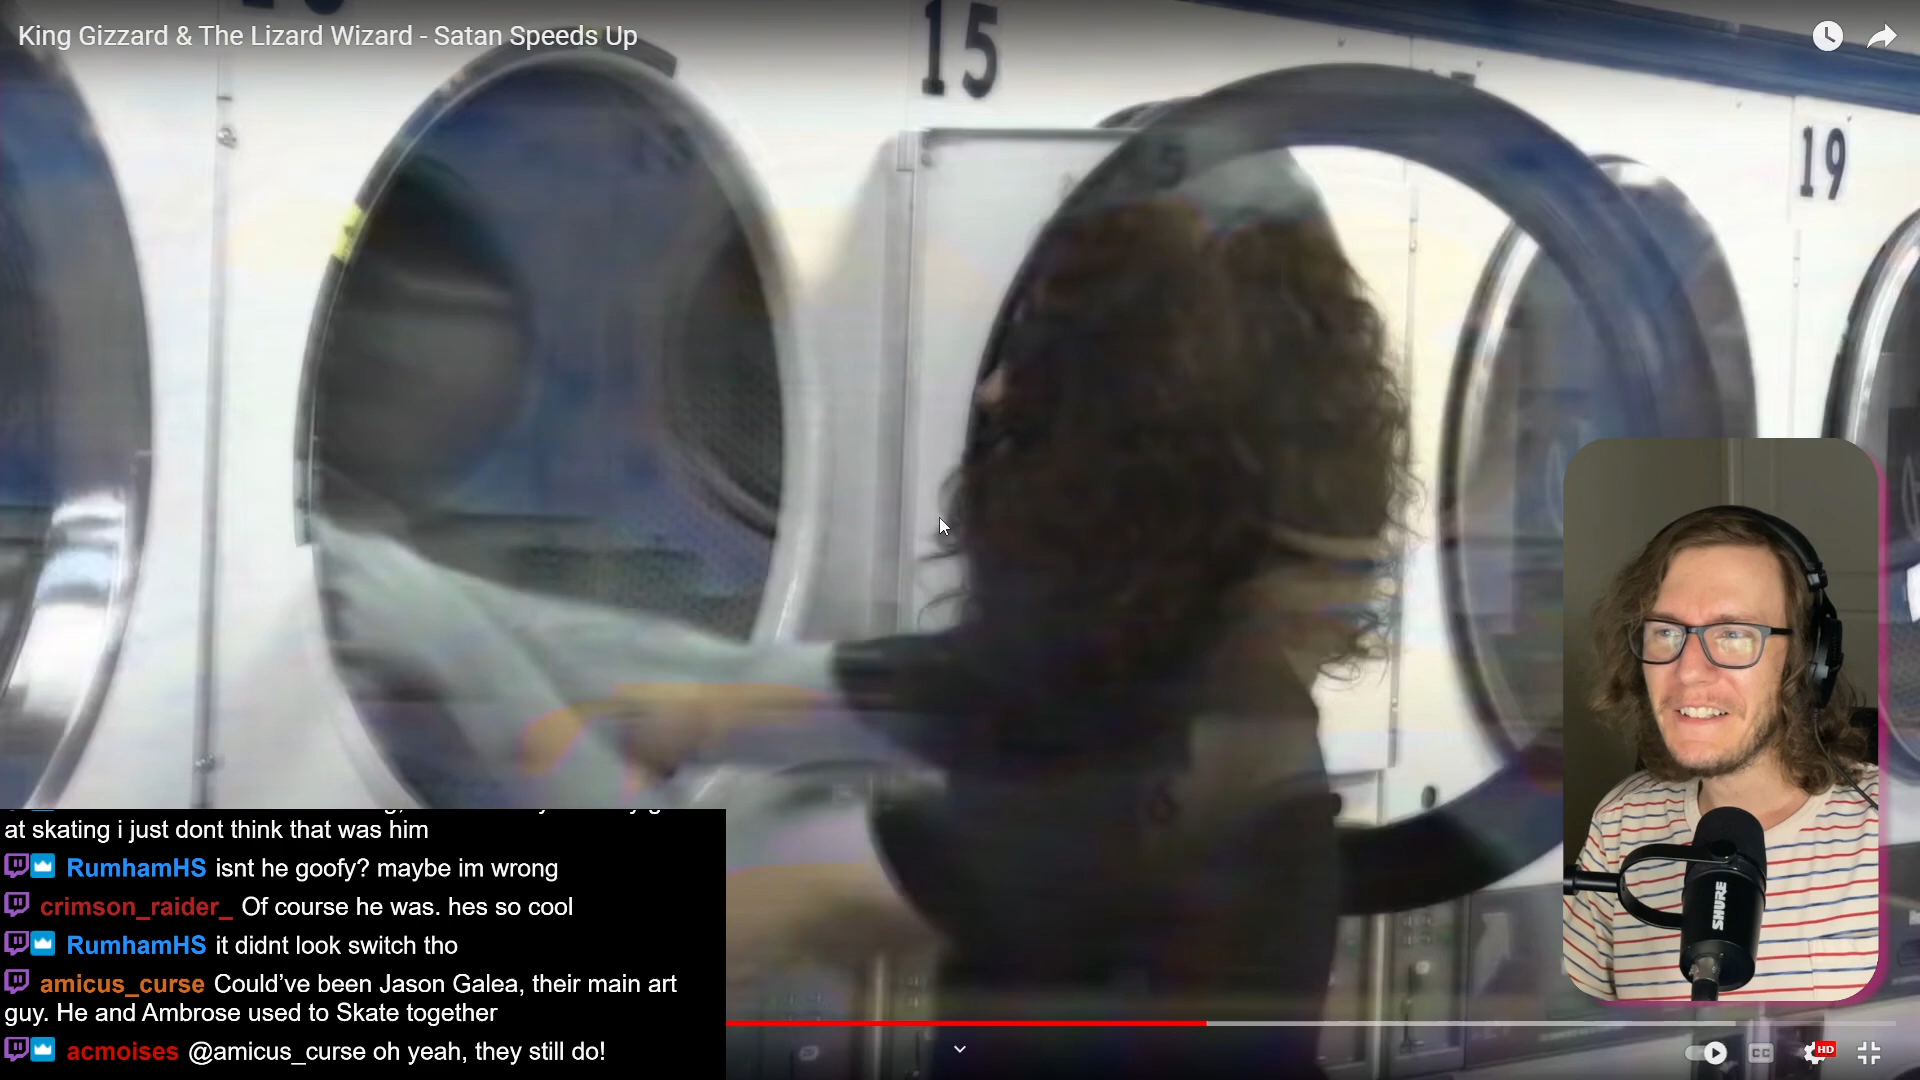 King Gizzard & The Lizard Wizard - Satan Speeds Up
15
19
at skating i just dont think that was him
RumhamHS isnt he goofy? maybe im wrong
crimson_raider_ Of course he was. hes so cool
RumhamHS it didnt look switch tho
amicus_curse Could’ve been Jason Galea, their main art
guy. He and Ambrose used to Skate together
acmoises @amicus_curse oh yeah, they still do!
SHURE
CC
HD